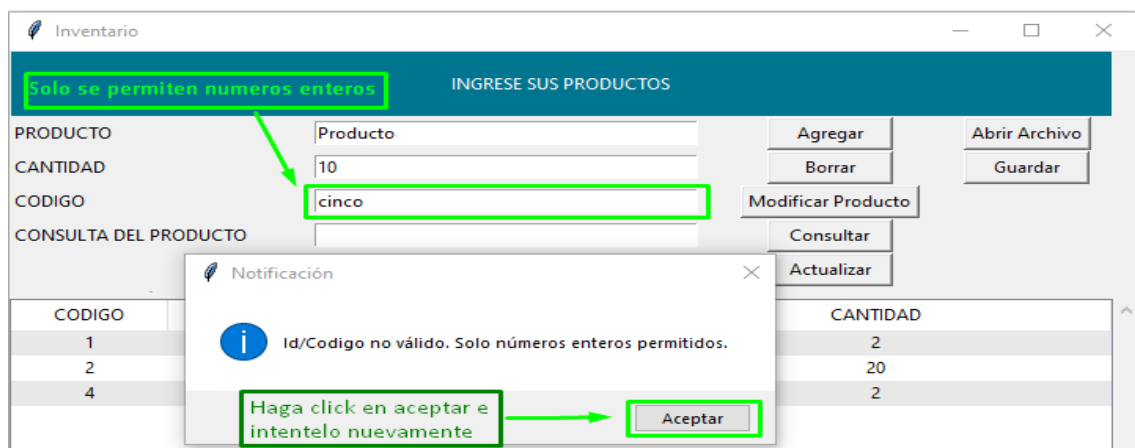 Inventario
Solo se permiten numeros enteros
INGRESE SUS PRODUCTOS
PRODUCTO
Producto
Agregar
Abrir Archivo
CANTIDAD
10
Borrar
Guardar
CODIGO
cinco
Modificar Producto
CONSULTA DEL PRODUCTO
Consultar
Actualizar
Notificación
Id/Codigo no válido. Solo números enteros permitidos.
Haga click en aceptar e
intentelo nuevamente
Aceptar
CODIGO
CANTIDAD
1
2
2
20
4
2